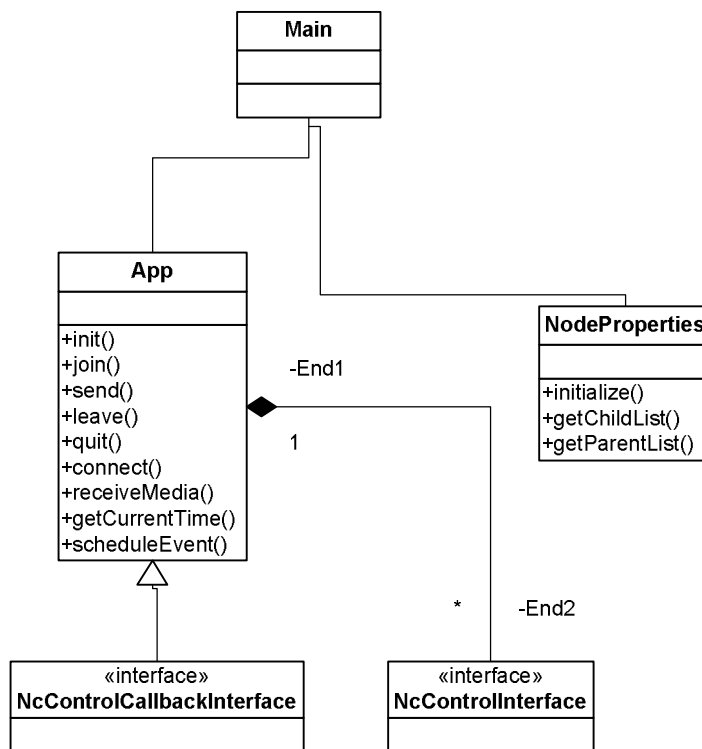 Main
App
+init()
+join()
+send()
+leave()
+quit()
+connect()
+receiveMedia()
+getCurrentTime()
+scheduleEvent()
-End1
1
NodeProperties
+initialize()
+getChildList()
+getParentList()
*
-End2
«interface»
NcControlCallbackInterface
«interface»
NcControlInterface